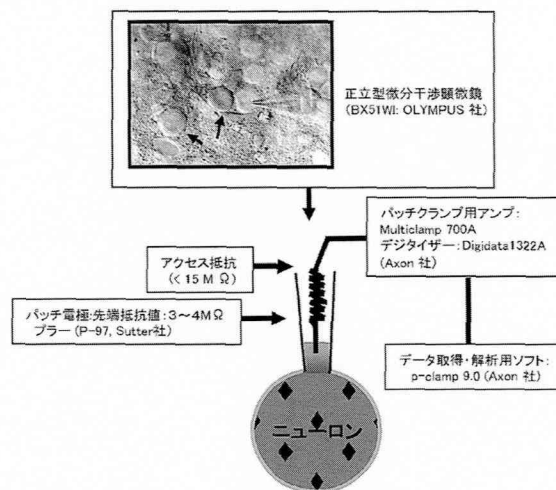 正立型微分干渉顕微鏡
(BX51WI: OLYMPUS 社)
パッチクランプ用アンプ:
Multiclamp 700A
デジタイザー: Digidata1322A
(Axon 社)
アクセス抵抗
(< 15 M Ω)
パッチ電極:先端抵抗値:3~4MΩ
プラー (P-97, Sutter社)
データ取得・解析用ソフト:
p-clamp 9.0 (Axon 社)
ニューロン